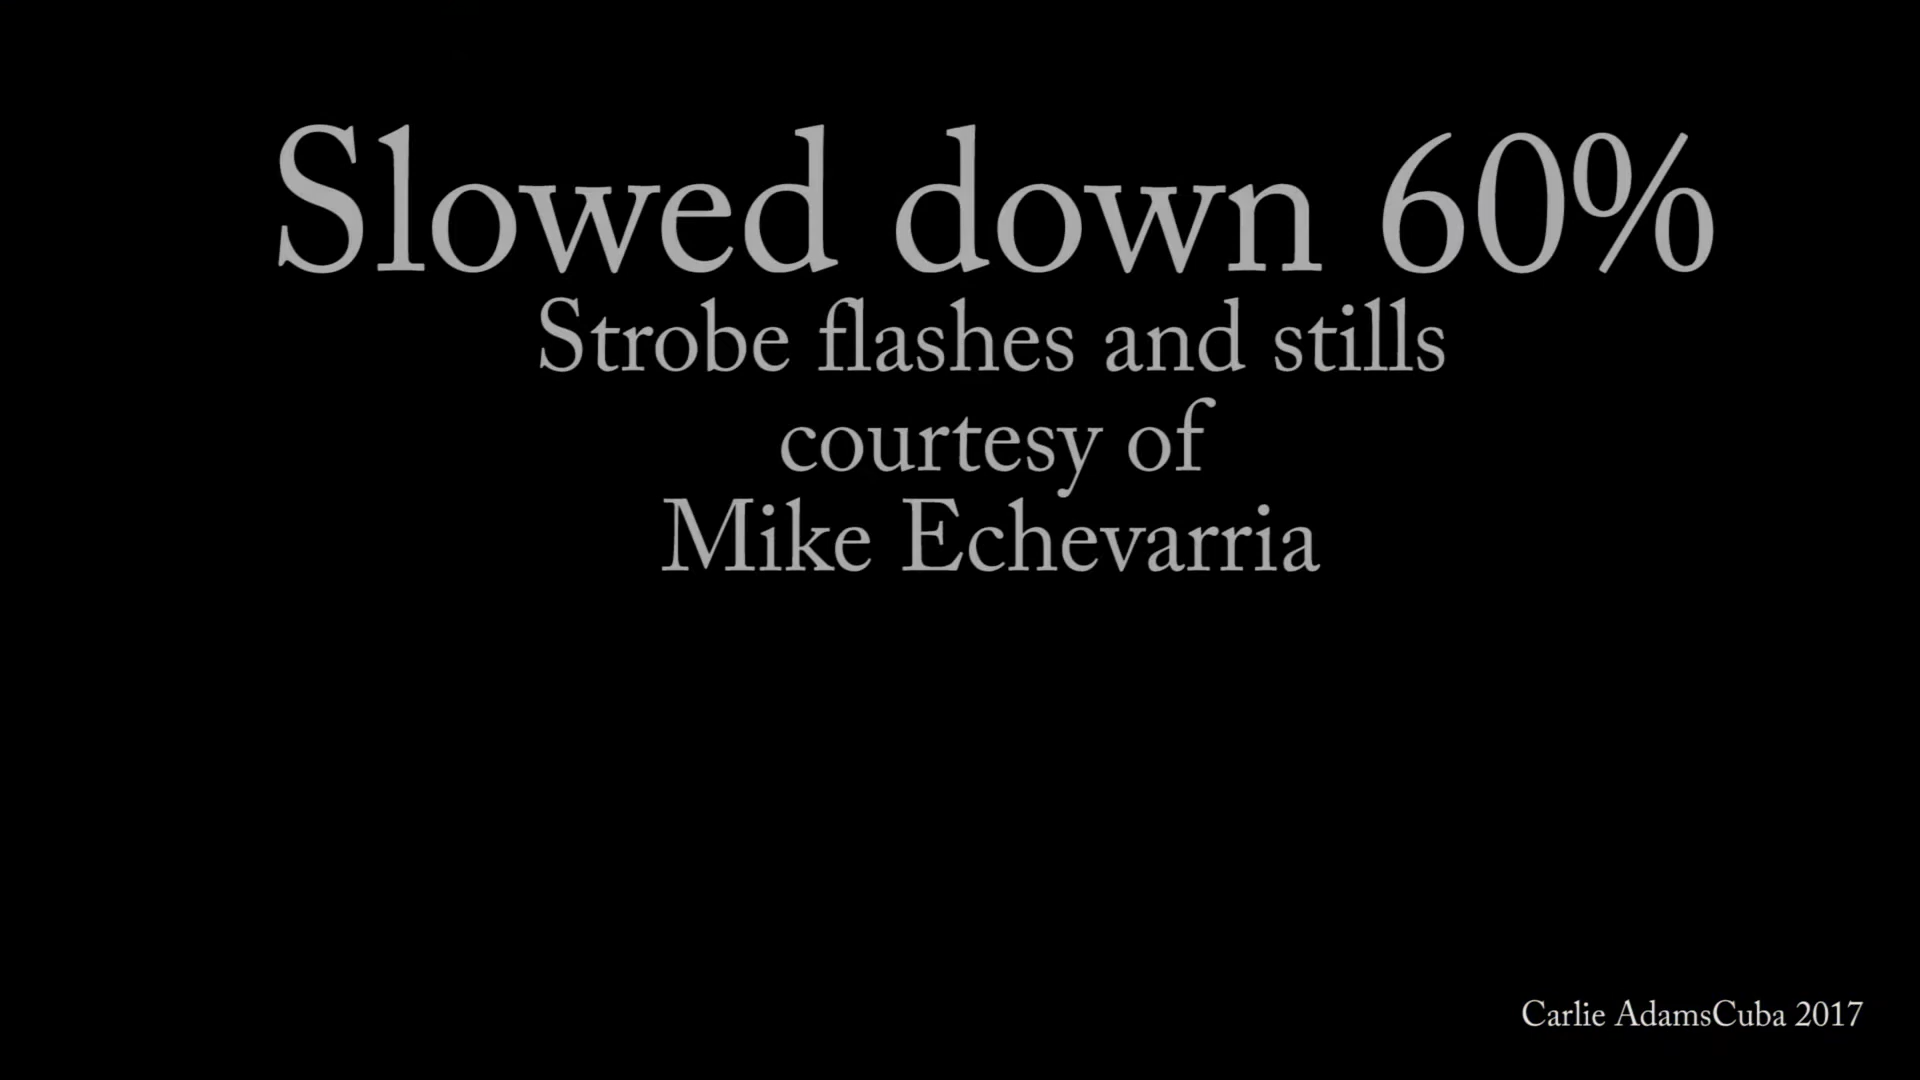 Slowed down 60%
Strobe flashes and stills
courtesy of
Mike Echevarria
Carlie AdamsCuba 2017